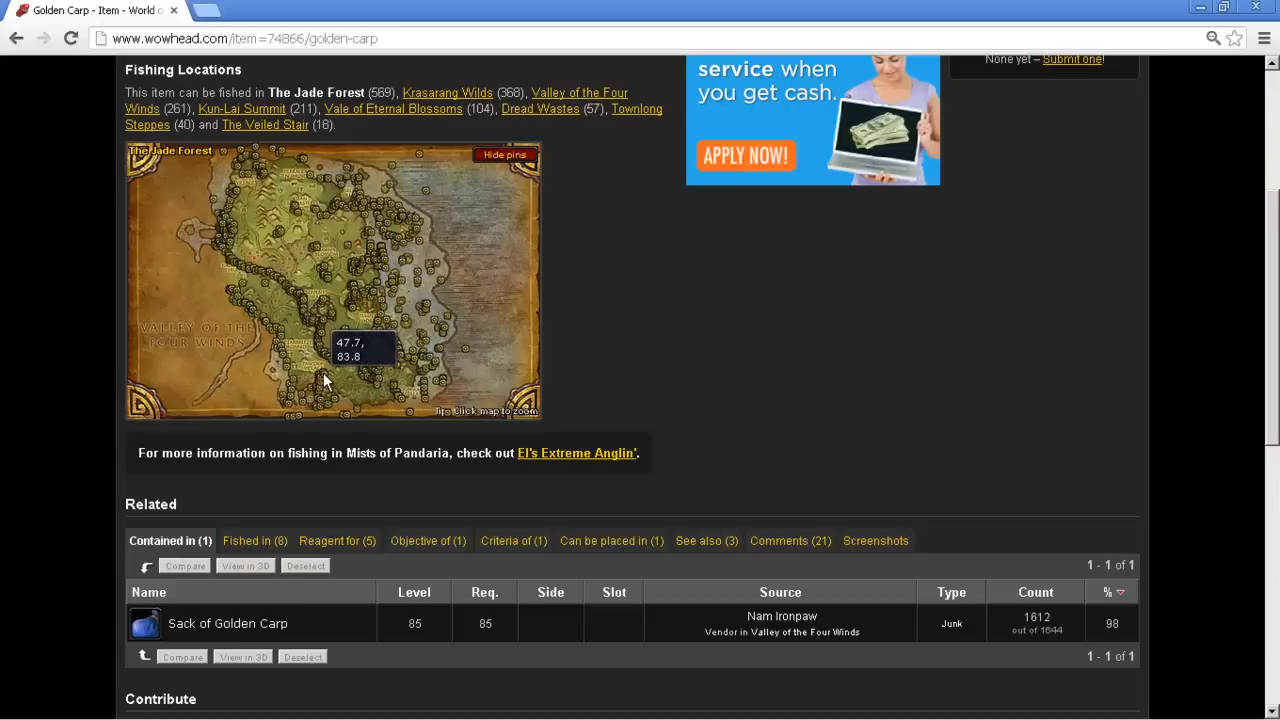 Golden Carp - Item - World o
www.wowhead.com/item=74866/golden-carp
Fishing Locations
This item can be fished in The Jade Forest (569), Krasarang Wilds (368), Valley of the Four
Winds (261), Kun-Lai Summit (211), Vale of Eternal Blossoms (104), Dread Wastes (57), Townlong
Steppes (40) and The Veiled Stair (18).
None yet – Submit one!
service when
you get cash.
APPLY NOW!
The Jade Forest
Hide pins
VALLEY OF THE
FOUR WINDS
47.7,
83.8
Tip: Click map to zoom
For more information on fishing in Mists of Pandaria, check out El's Extreme Anglin'.
Related
Contained in (1) Fished in (8) Reagent for (5) Objective of (1) Criteria of (1) Can be placed in (1) See also (3) Comments (21) Screenshots
Compare View in 3D Deselect 1 - 1 of 1
Name Level Req. Side Slot Source Type Count %
Sack of Golden Carp 85 85 Nam Ironpaw Junk 1612 98
Vendor in Valley of the Four Winds out of 1644
Compare View in 3D Deselect 1 - 1 of 1
Contribute